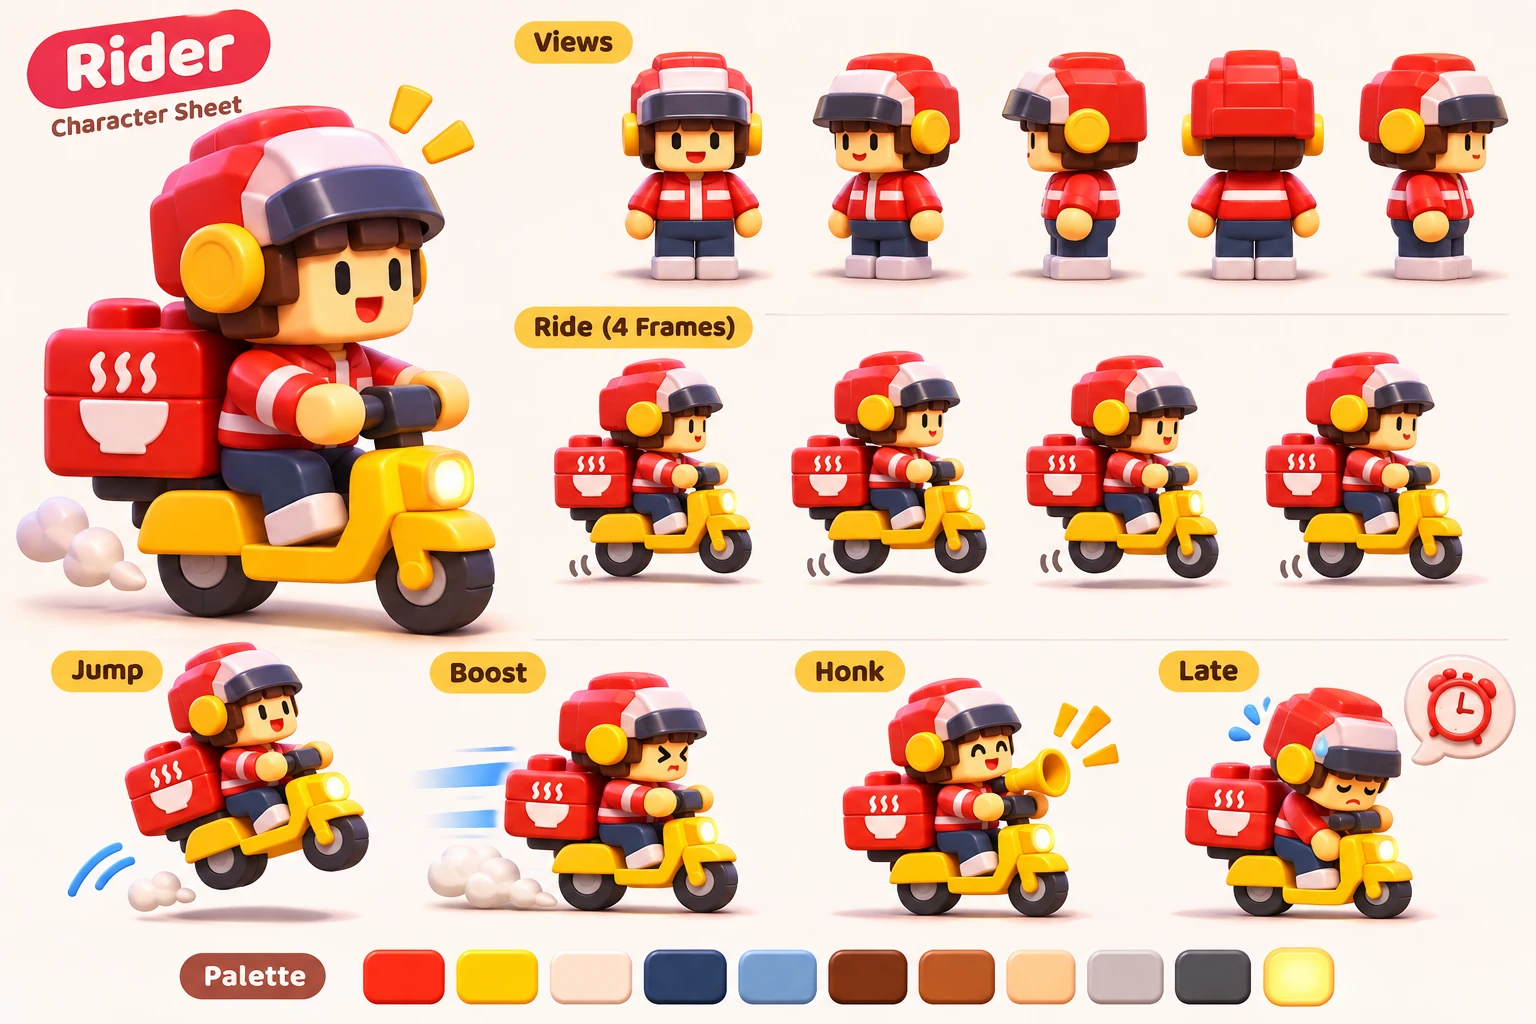 Rider
Character Sheet
Views
Ride (4 Frames)
Jump
Boost
Honk
Late
Palette